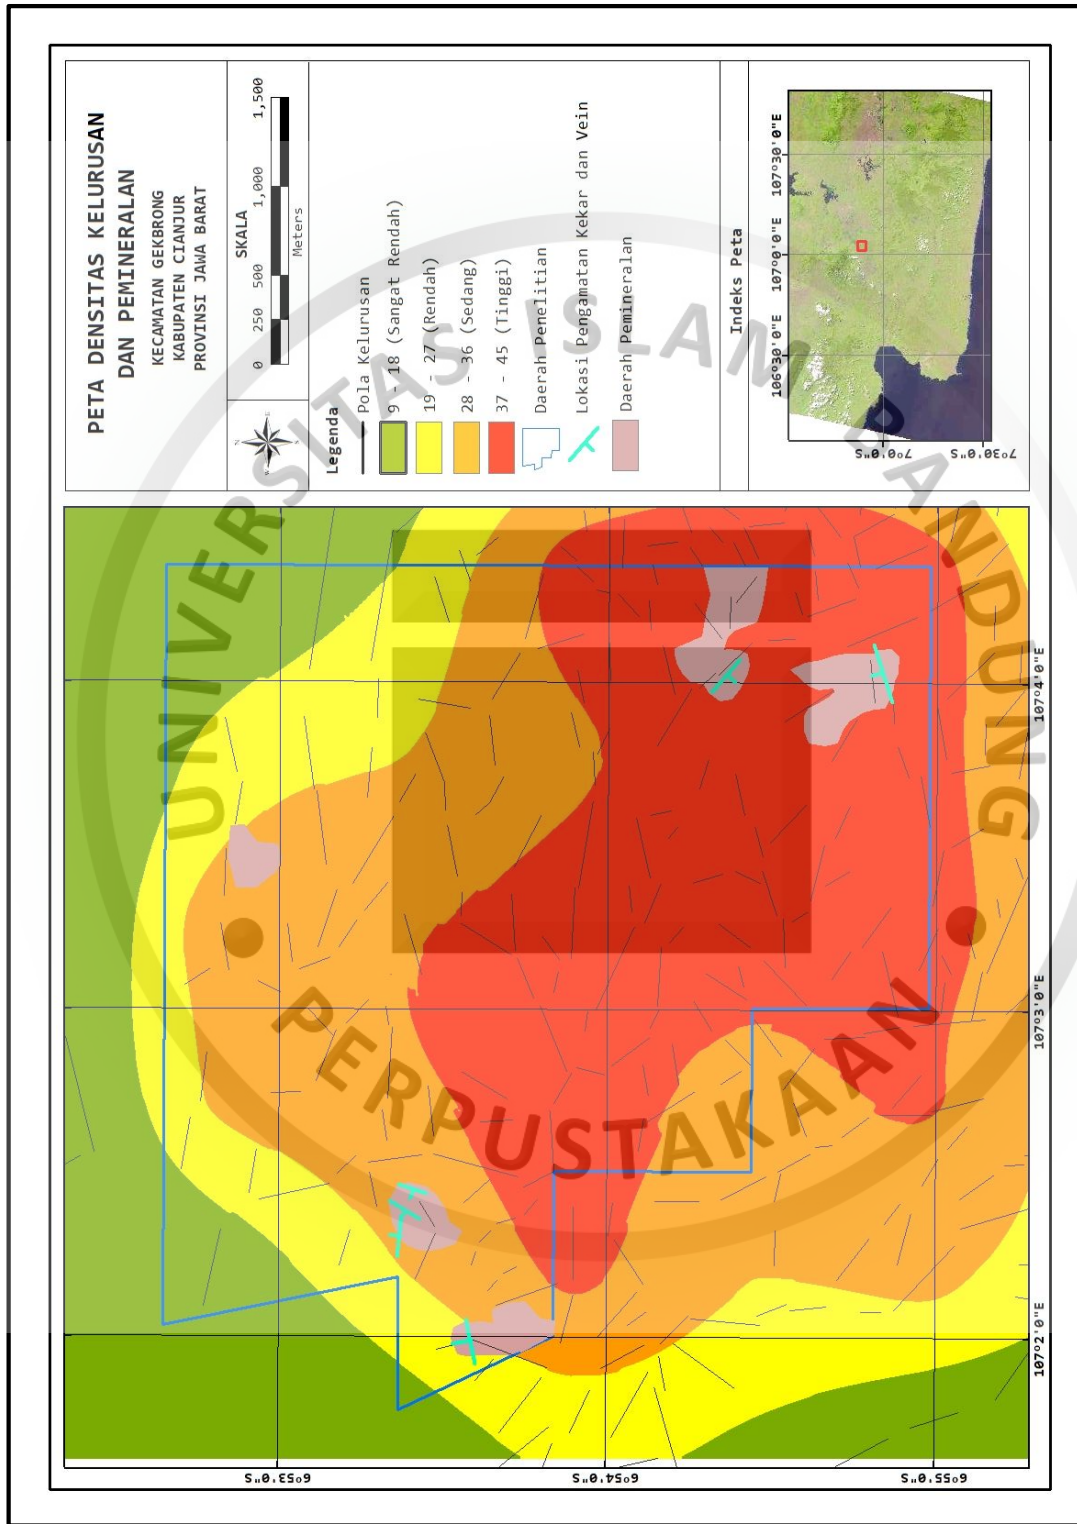 PETA DENSITAS KELURUSAN
DAN PEMINERALAN
KECAMATAN GEKBRONG
KABUPATEN CIANJUR
PROVINSI JAWA BARAT
SKALA
0 250 500 1,000 1,500
Meters
N
E
S
W
Legenda
Pola Kelurusan
9 - 18 (Sangat Rendah)
19 - 27 (Rendah)
28 - 36 (Sedang)
37 - 45 (Tinggi)
Daerah Penelitian
Lokasi Pengamatan Kekar dan Vein
Daerah Pemineralan
Indeks Peta
106°30'0"E 107°0'0"E 107°30'0"E
7°0'0"S
7°30'0"S
107°2'0"E 107°3'0"E 107°4'0"E
6°53'0"S
6°54'0"S
6°55'0"S
UNIVERSITAS ISLAM BANDUNG
PERPUSTAKAAN